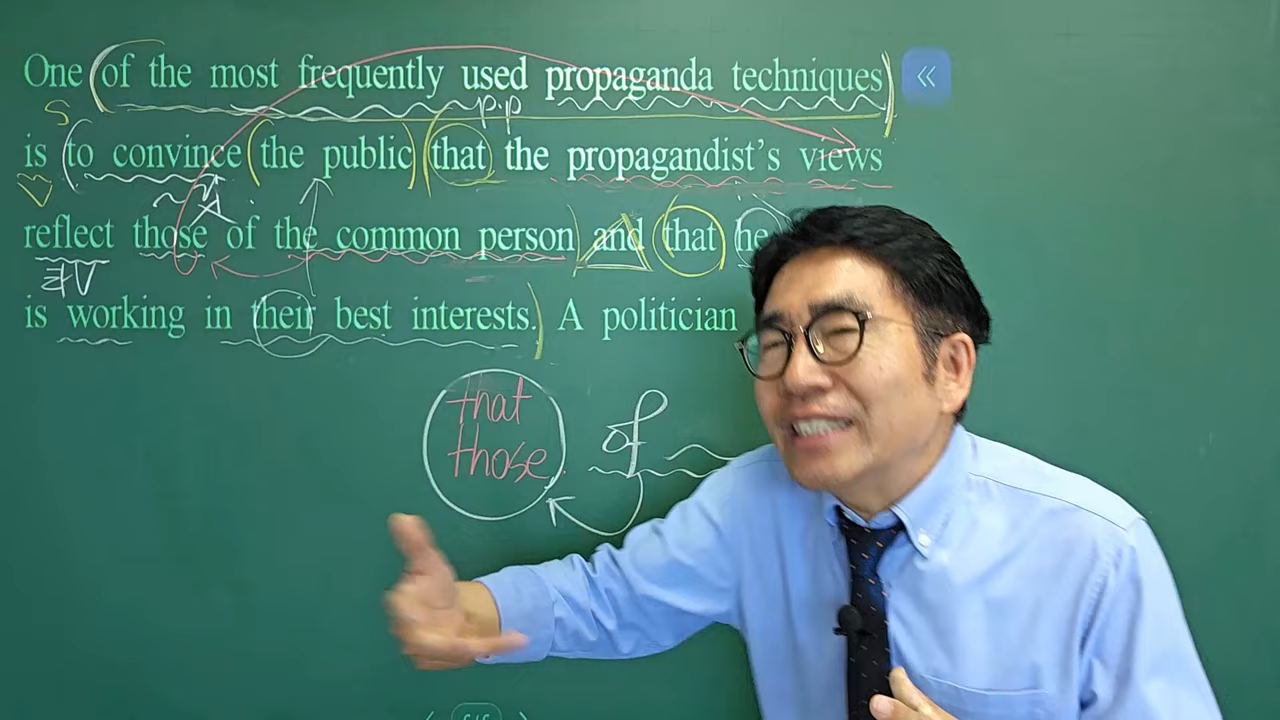 One of the most frequently used propaganda techniques «
S
p.p
is to convince the public that the propagandist's views
V
reflect those of the common person and that he
is working in their best interests. A politician
that
those
of